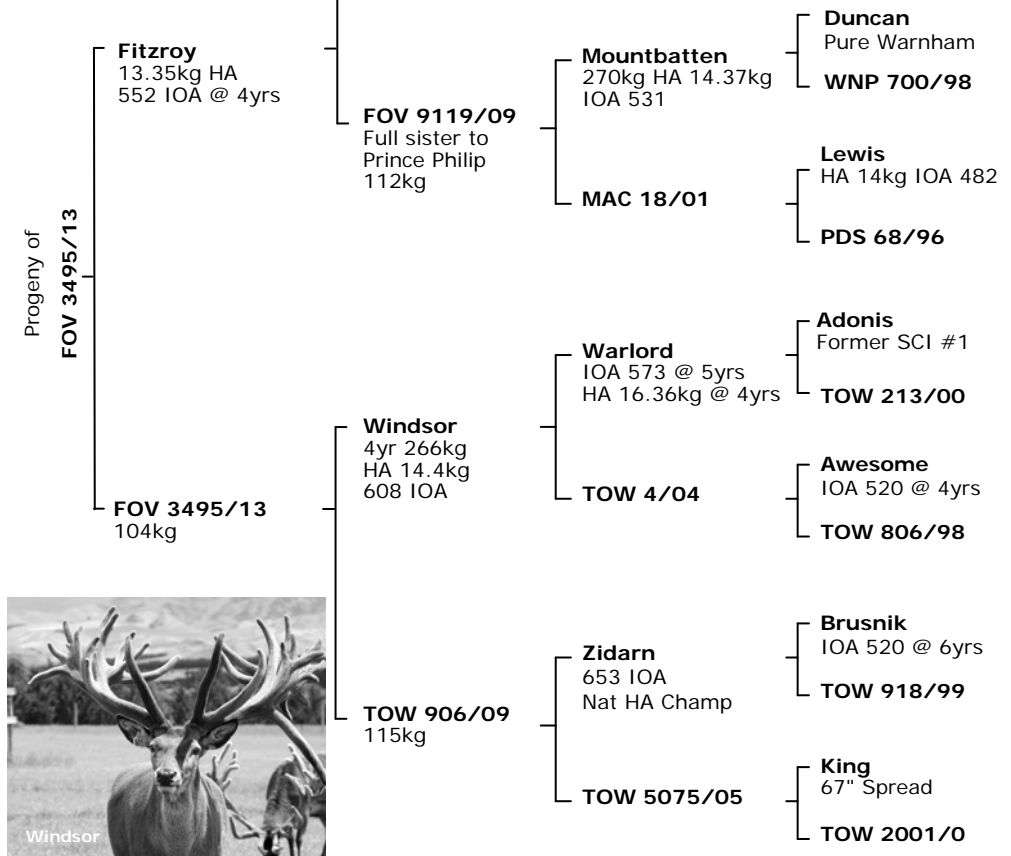 Progeny of
FOV 3495/13
Fitzroy
13.35kg HA
552 IOA @ 4yrs
FOV 9119/09
Full sister to
Prince Philip
112kg
Mountbatten
270kg HA 14.37kg
IOA 531
Duncan
Pure Warnham
WNP 700/98
MAC 18/01
Lewis
HA 14kg IOA 482
PDS 68/96
FOV 3495/13
104kg
Windsor
4yr 266kg
HA 14.4kg
608 IOA
Warlord
IOA 573 @ 5yrs
HA 16.36kg @ 4yrs
Adonis
Former SCI #1
TOW 213/00
TOW 4/04
Awesome
IOA 520 @ 4yrs
TOW 806/98
TOW 906/09
115kg
Zidarn
653 IOA
Nat HA Champ
Brusnik
IOA 520 @ 6yrs
TOW 918/99
TOW 5075/05
King
67" Spread
TOW 2001/0
Windsor